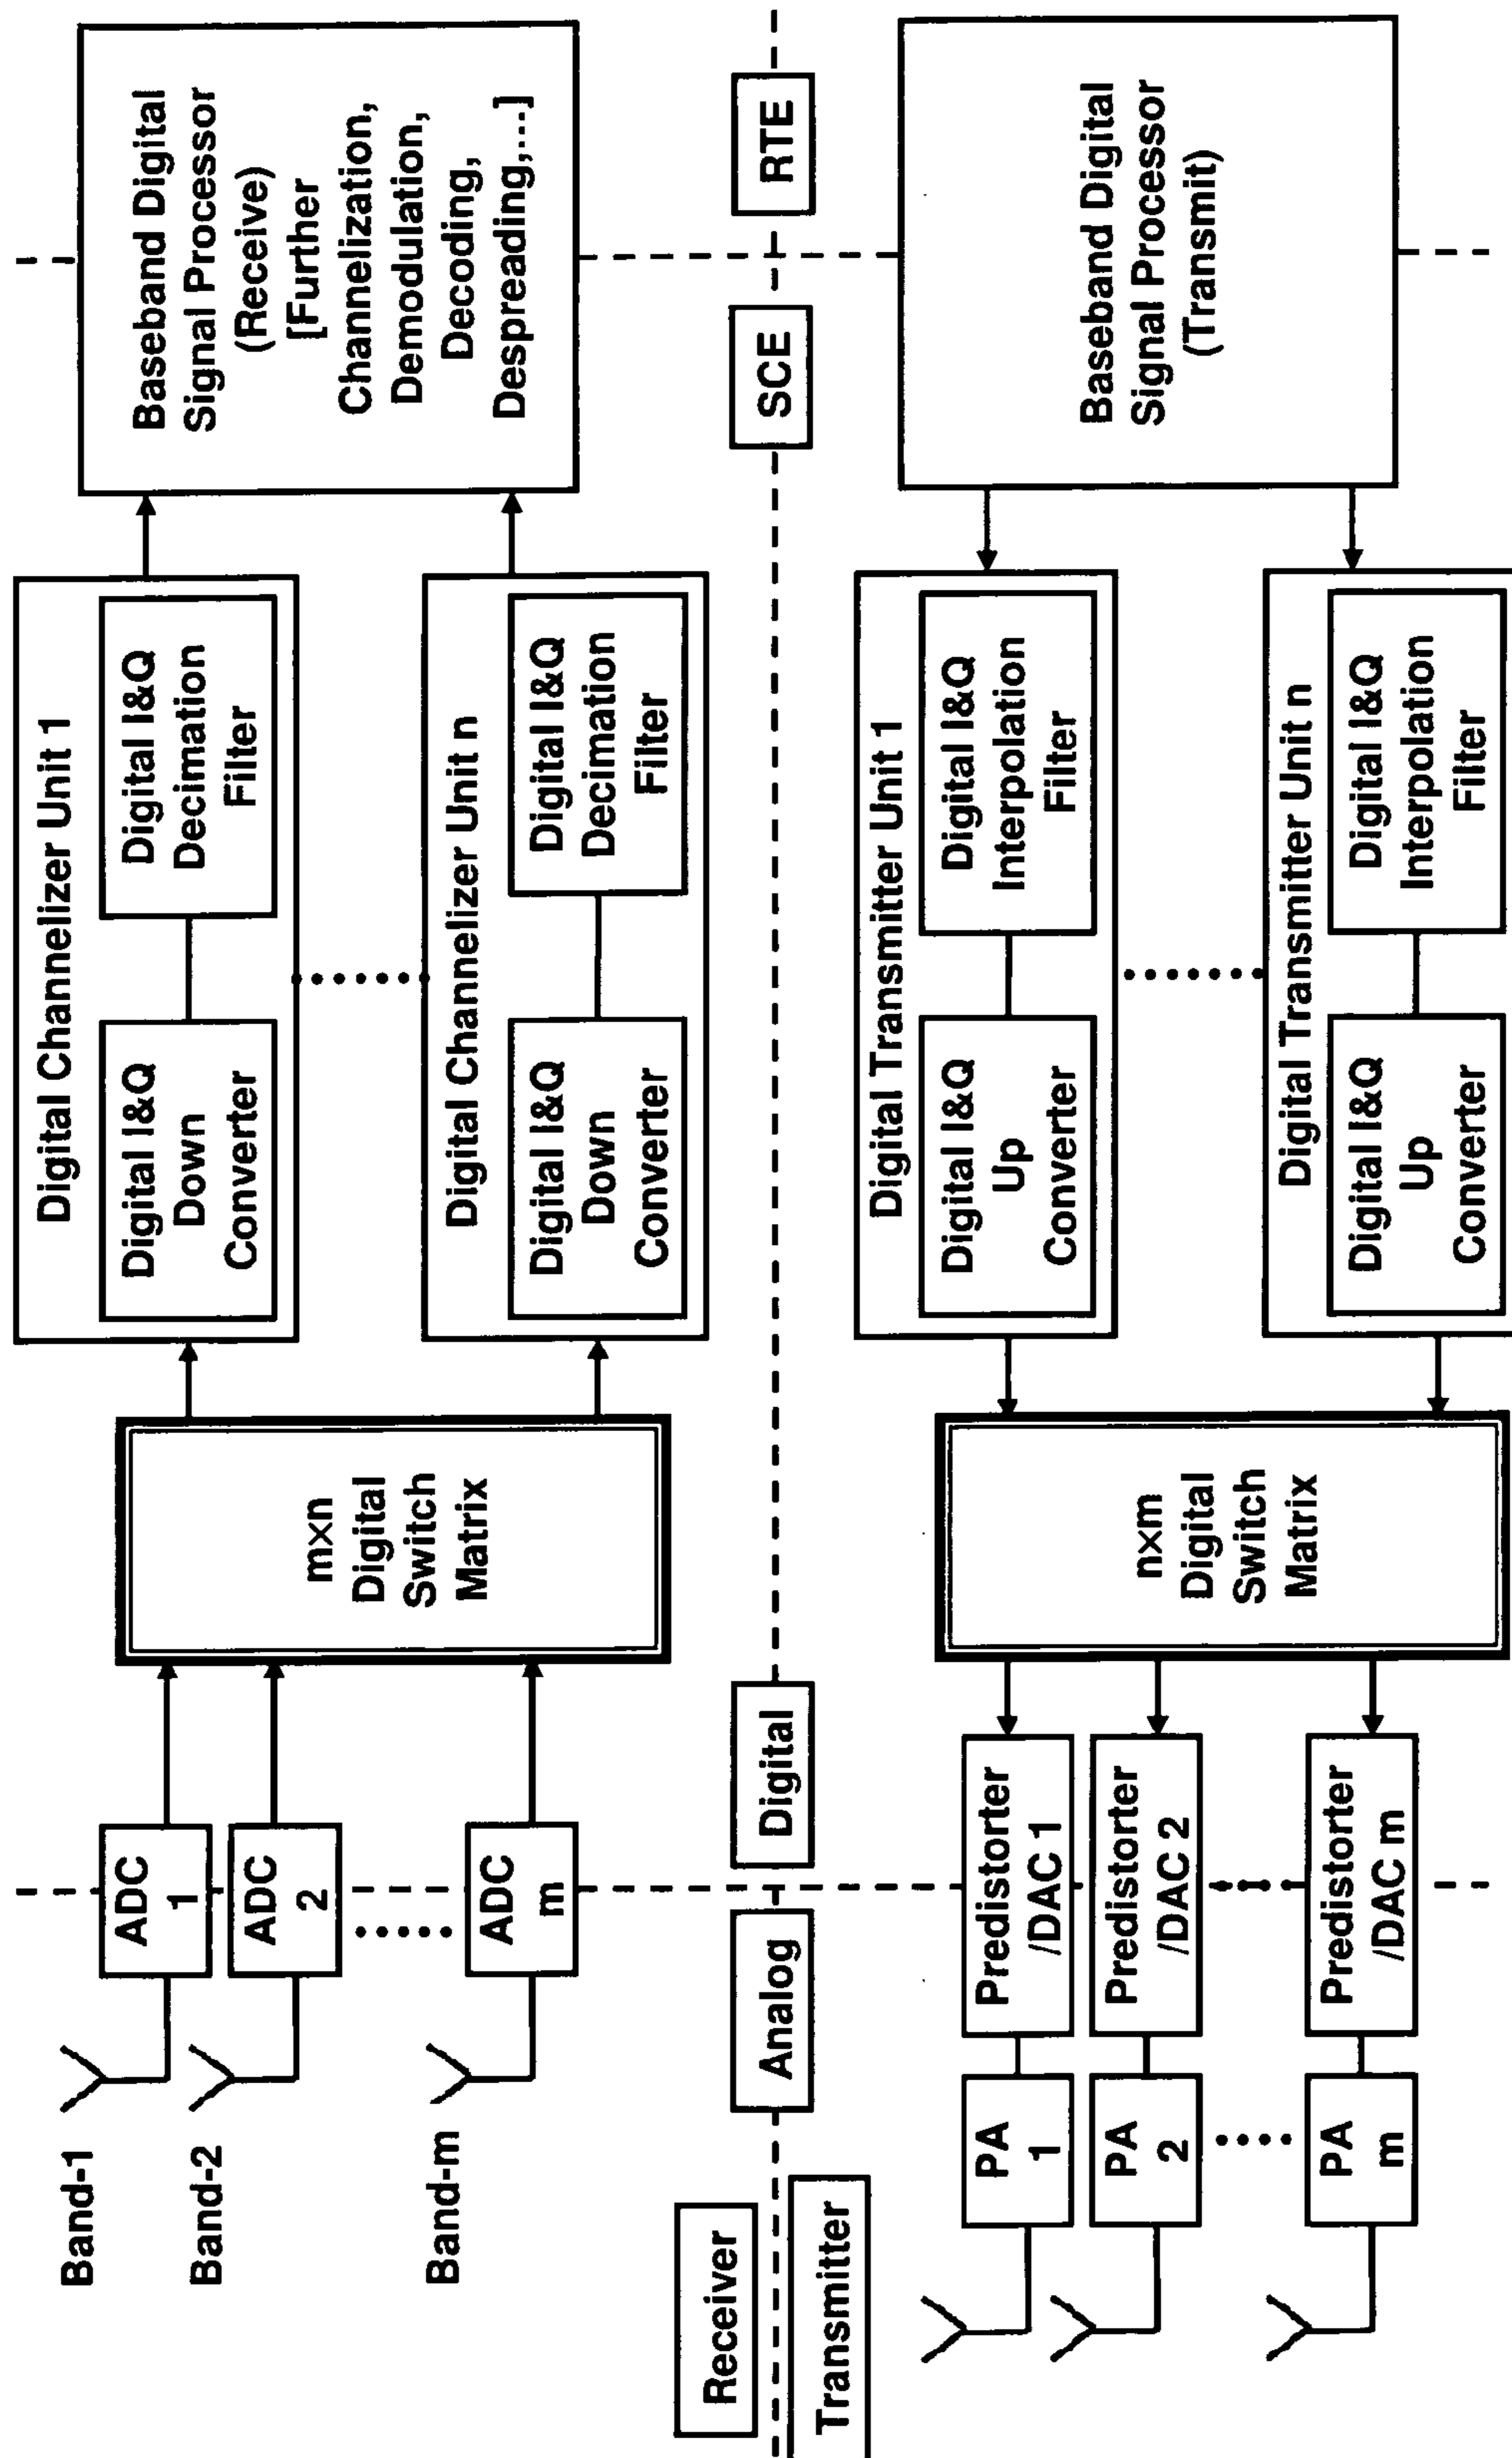 Band-1
Band-2
Band-m
ADC
1
ADC
2
ADC
m
m×n
Digital
Switch
Matrix
Digital Channelizer Unit 1
Digital I&Q
Down
Converter
Digital I&Q
Decimation
Filter
Digital Channelizer Unit n
Digital I&Q
Down
Converter
Digital I&Q
Decimation
Filter
Baseband Digital
Signal Processor
(Receive)
[Further
Channelization,
Demodulation,
Decoding,
Despreading,...]
Receiver
Transmitter
Analog
Digital
SCE
RTE
PA
1
PA
2
PA
m
Predistorter
/DAC 1
Predistorter
/DAC 2
Predistorter
/DAC m
n×m
Digital
Switch
Matrix
Digital Transmitter Unit 1
Digital I&Q
Up
Converter
Digital I&Q
Interpolation
Filter
Digital Transmitter Unit n
Digital I&Q
Up
Converter
Digital I&Q
Interpolation
Filter
Baseband Digital
Signal Processor
(Transmit)